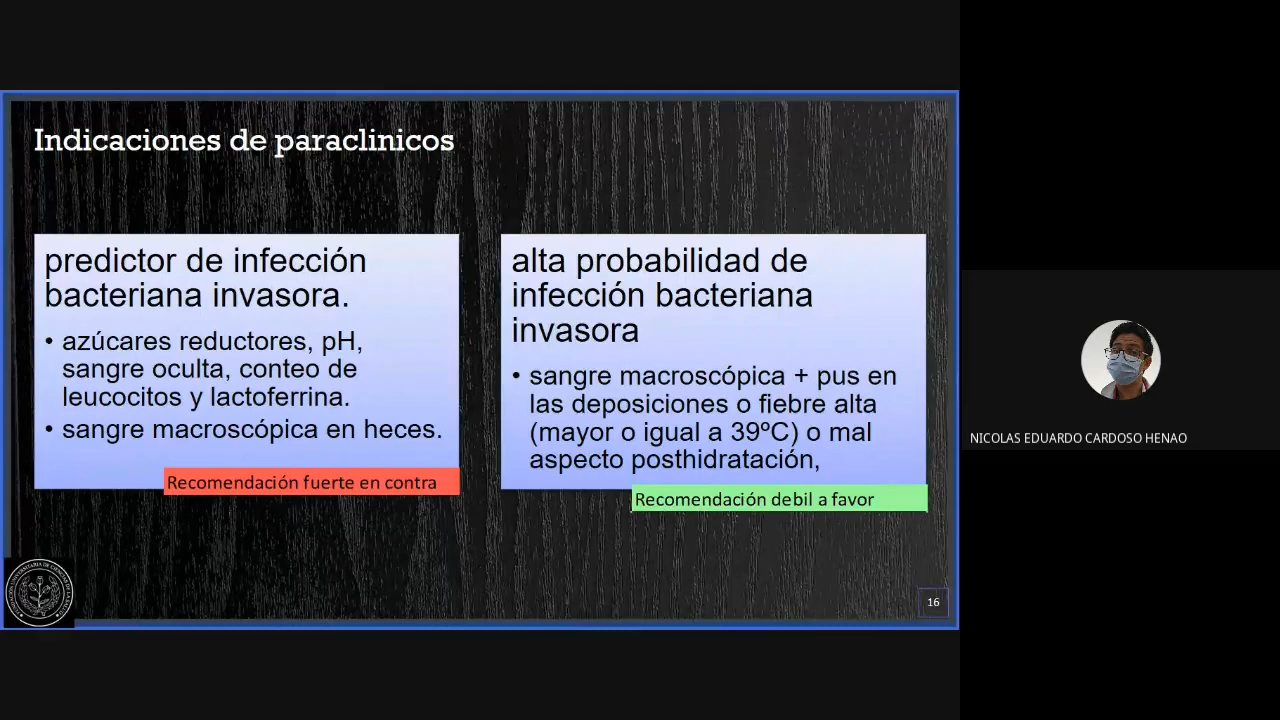 Indicaciones de paraclinicos
predictor de infección
bacteriana invasora.
• azúcares reductores, pH,
sangre oculta, conteo de
leucocitos y lactoferrina.
• sangre macroscópica en heces.
Recomendación fuerte en contra
alta probabilidad de
infección bacteriana
invasora
• sangre macroscópica + pus en
las deposiciones o fiebre alta
(mayor o igual a 39ºC) o mal
aspecto posthidratación,
Recomendación debil a favor
16
NICOLAS EDUARDO CARDOSO HENAO